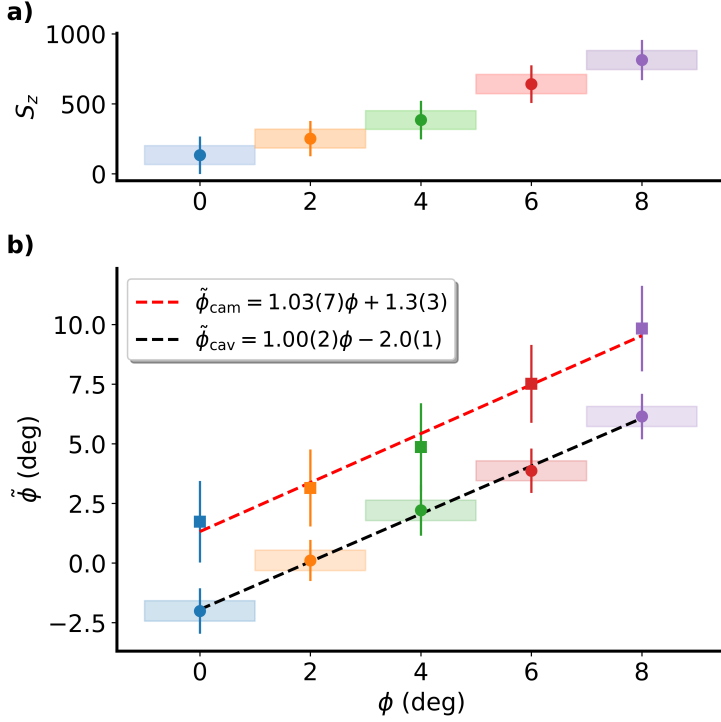 a)
1000
500
0
S_z
0 2 4 6 8
b)
φ̃_cam = 1.03(7)ϕ + 1.3(3)
φ̃_cav = 1.00(2)ϕ − 2.0(1)
10.0
7.5
5.0
2.5
0.0
−2.5
ϕ̃ (deg)
0 2 4 6 8
ϕ (deg)